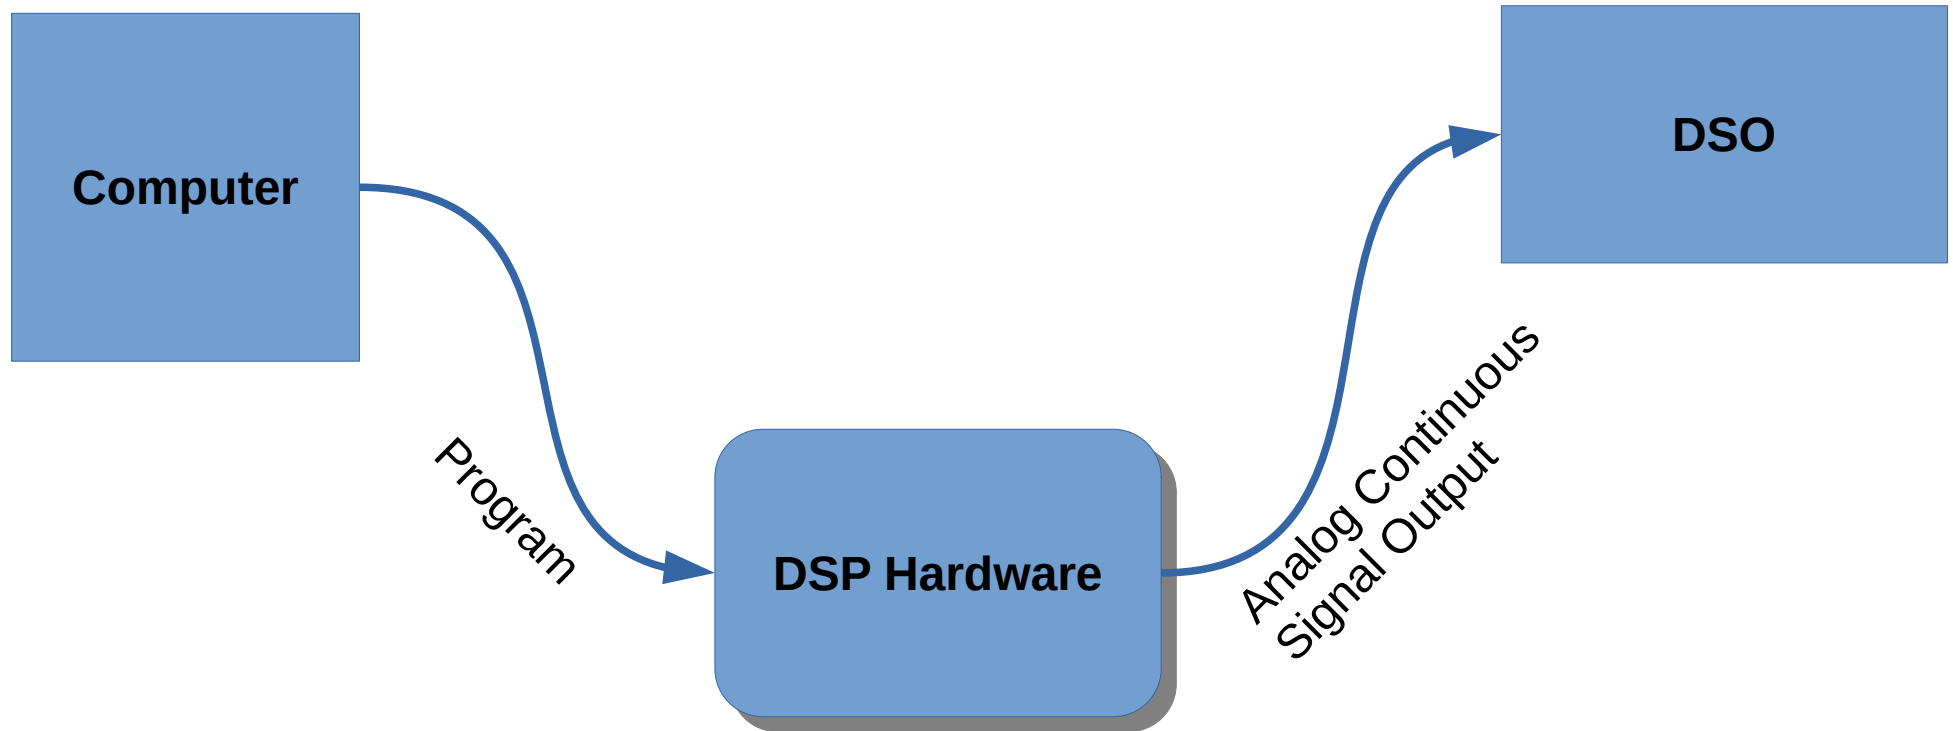 Computer
Program
DSP Hardware
Analog Continuous
Signal Output
DSO